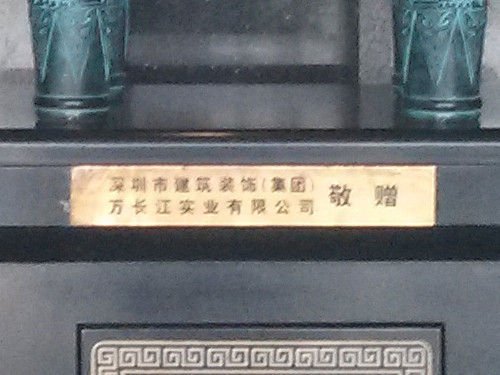 深圳市建筑装饰(集团)
万长江实业有限公司
敬 赠